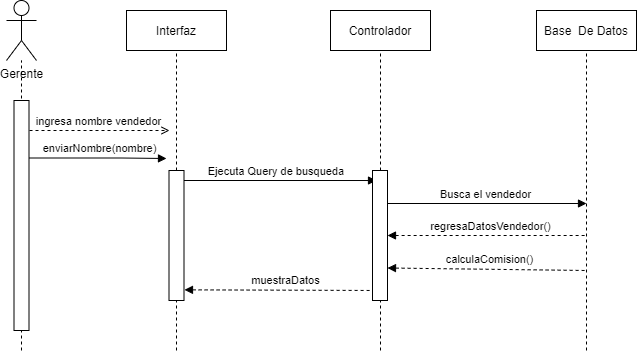 Interfaz
Controlador
Base De Datos
Gerente
ingresa nombre vendedor
enviarNombre(nombre)
Ejecuta Query de busqueda
Busca el vendedor
regresaDatosVendedor()
calculaComision()
muestraDatos